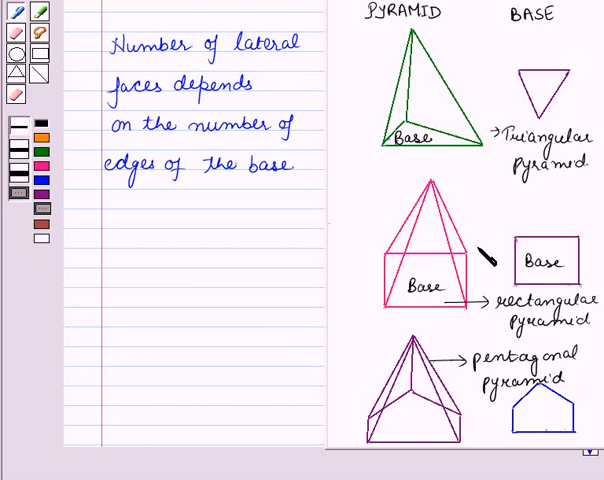 Number of lateral
faces depends
on the number of
edges of the base
PYRAMID BASE
Base
Triangular
pyramid.
Base
Base
rectangular
pyramid
pentagonal
pyramid